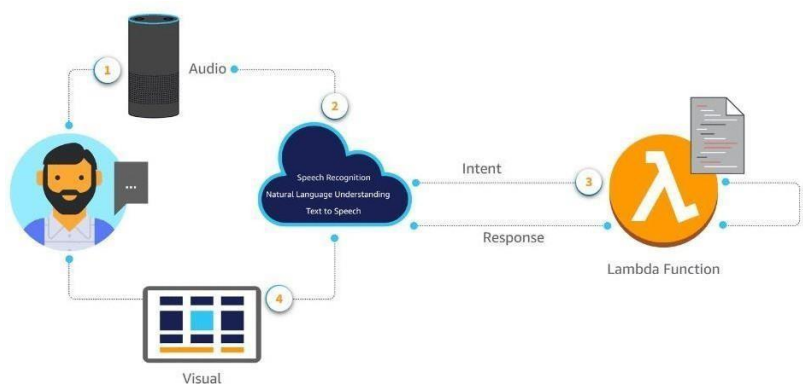 1
Audio
2
Speech Recognition
Natural Language Understanding
Text to Speech
Intent
3
Response
λ
Lambda Function
...
4
Visual